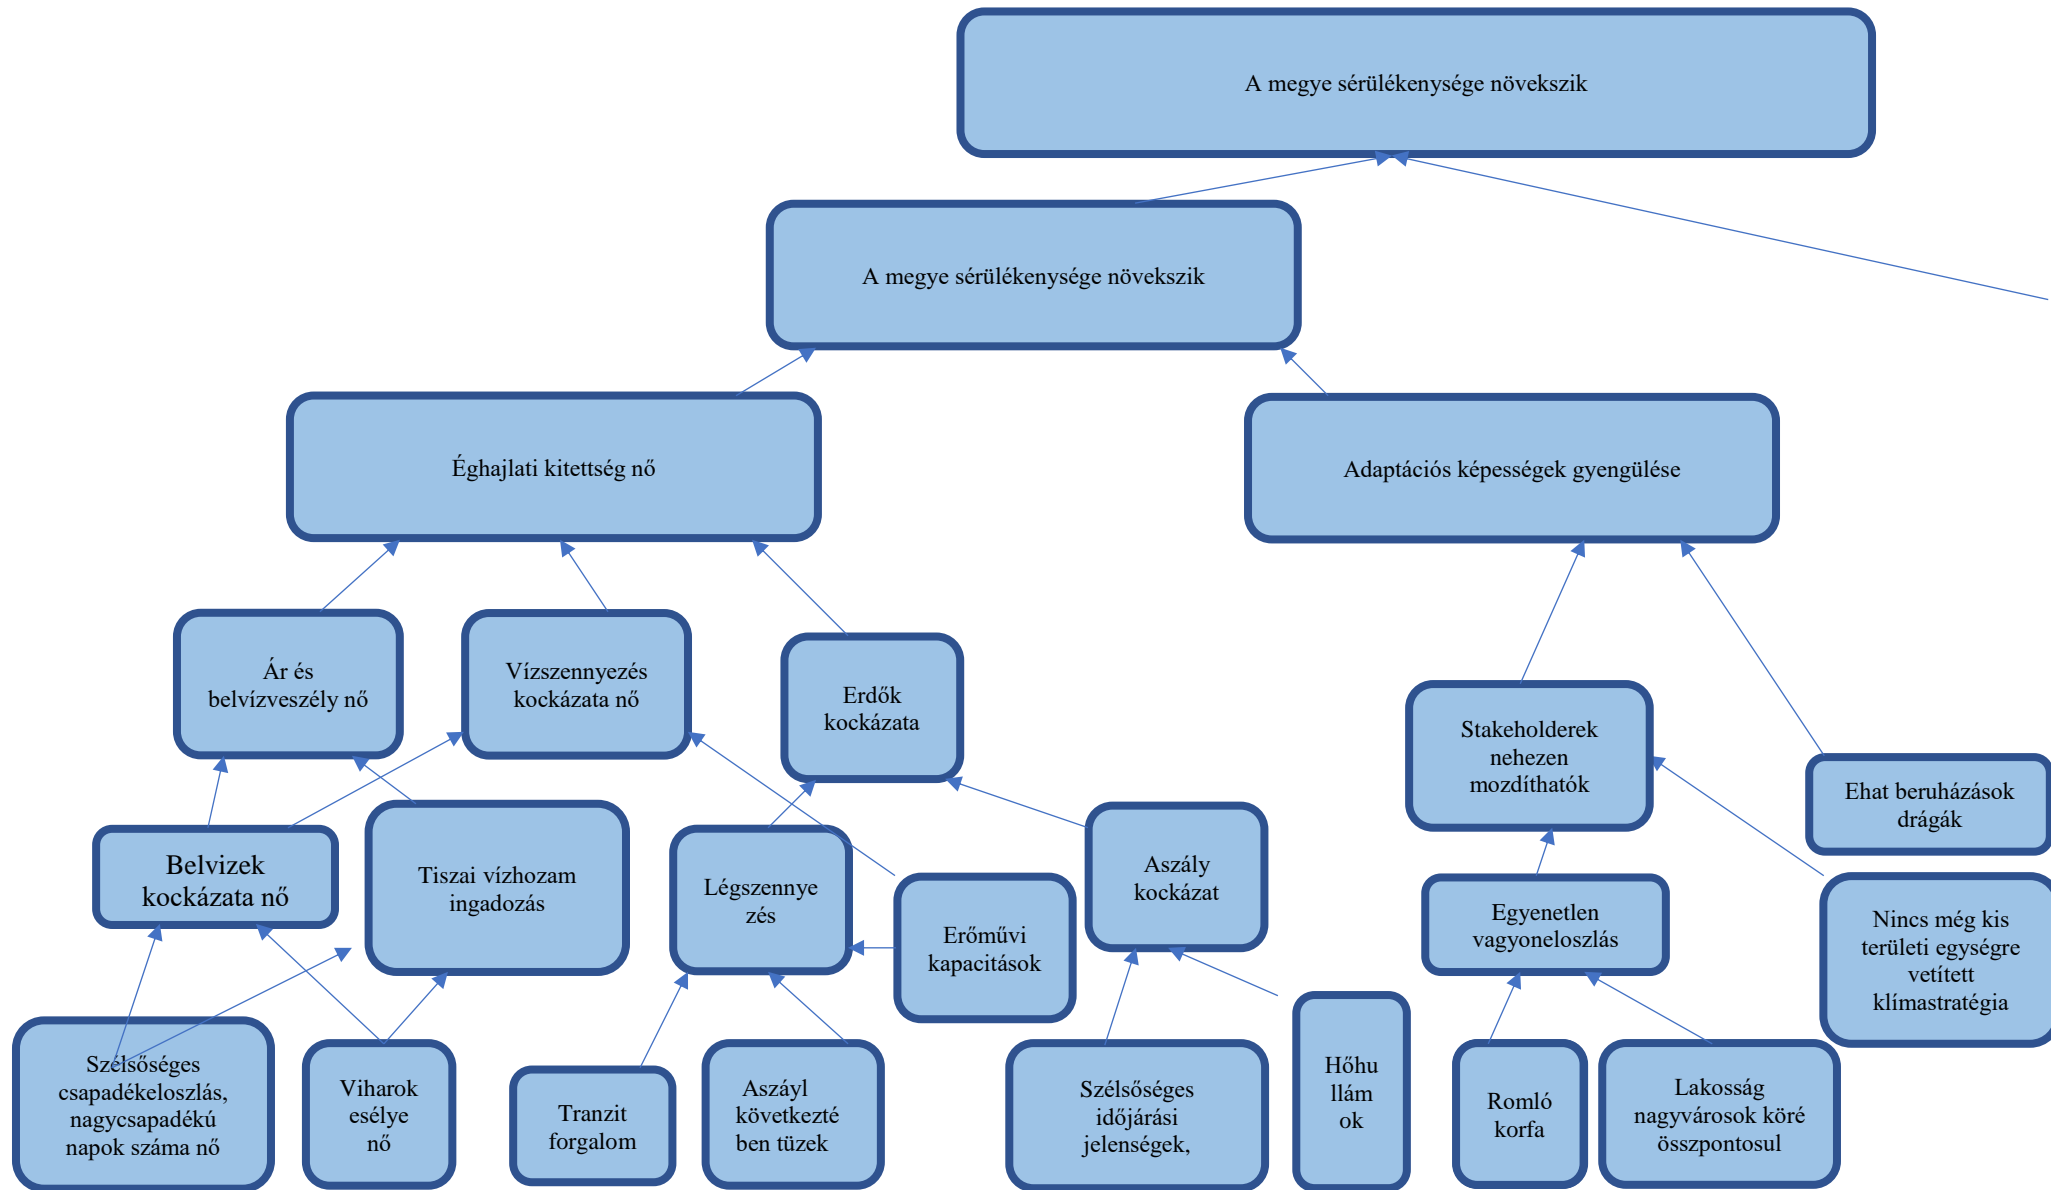 A megye sérülékenysége növekszik
A megye sérülékenysége növekszik
Éghajlati kitettség nő
Adaptációs képességek gyengülése
Ár és
belvízveszély nő
Vízszennyezés
kockázata nő
Erdők
kockázata
Stakeholderek
nehezen
mozdíthatók
Ehat beruházások
drágák
Belvizek
kockázata nő
Tiszai vízhozam
ingadozás
Légszennye
zés
Erőművi
kapacitások
Aszály
kockázat
Egyenetlen
vagyoneloszlás
Nincs még kis
területi egységre
vetített
klímastratégia
Szélsőséges
csapadékeloszlás,
nagycsapadékú
napok száma nő
Viharok
esélye
nő
Tranzit
forgalom
Aszáyl
következté
ben tüzek
Szélsőséges
időjárási
jelenségek,
Hőhu
llám
ok
Romló
korfa
Lakosság
nagyvárosok köré
összpontosul